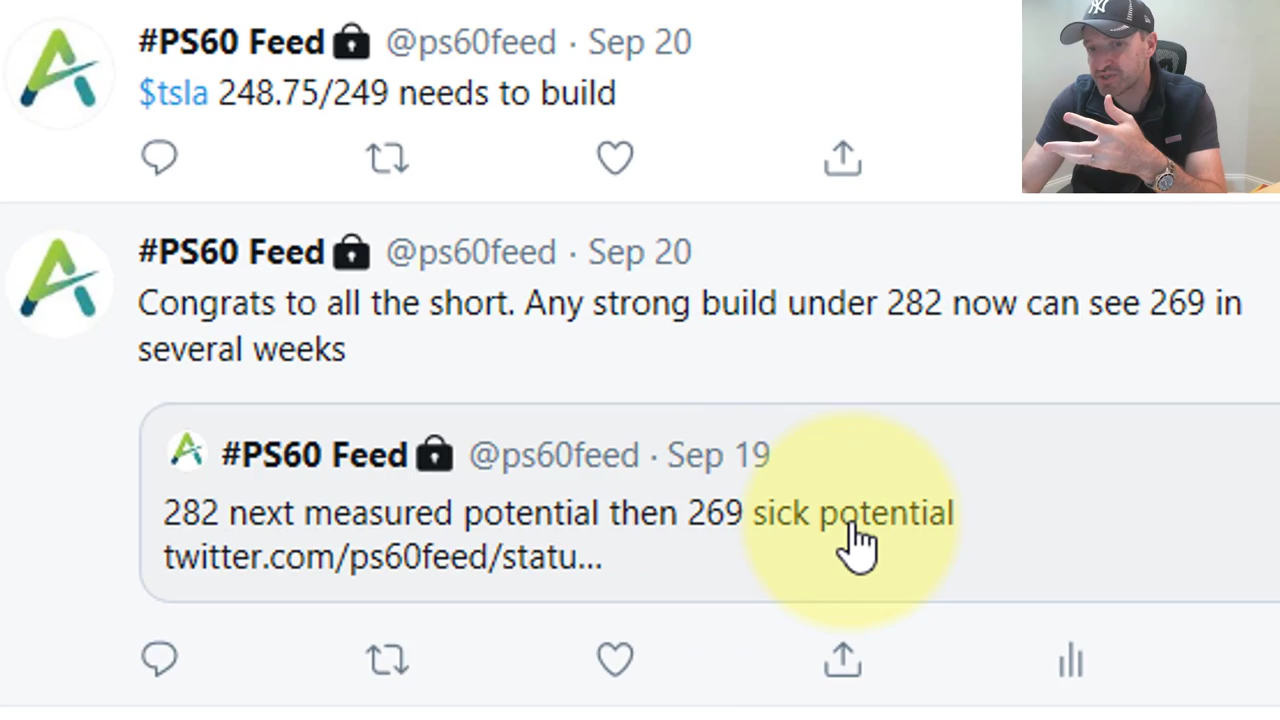 #PS60 Feed🔒 @ps60feed · Sep 20
$tsla 248.75/249 needs to build
#PS60 Feed🔒 @ps60feed · Sep 20
Congrats to all the short. Any strong build under 282 now can see 269 in
several weeks
#PS60 Feed🔒 @ps60feed · Sep 19
282 next measured potential then 269 sick potential
twitter.com/ps60feed/statu...